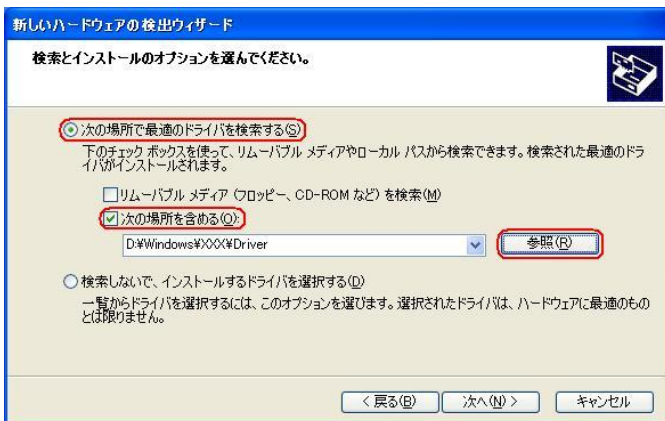 新しいハードウェアの検出ウィザード
検索とインストールのオプションを選んでください。
次の場所で最適のドライバを検索する(S)
下のチェック ボックスを使って、リムーバブル メディアやローカル パスから検索できます。検索された最適のドラ
イバがインストールされます。
リムーバブル メディア (フロッピー、CD-ROM など) を検索(M)
次の場所を含める(O):
D:¥Windows¥XXX¥Driver
参照(R)
検索しないで、インストールするドライバを選択する(D)
一覧からドライバを選択するには、このオプションを選びます。選択されたドライバは、ハードウェアに最適のもの
とは限りません。
< 戻る(B)
次へ(N) >
キャンセル